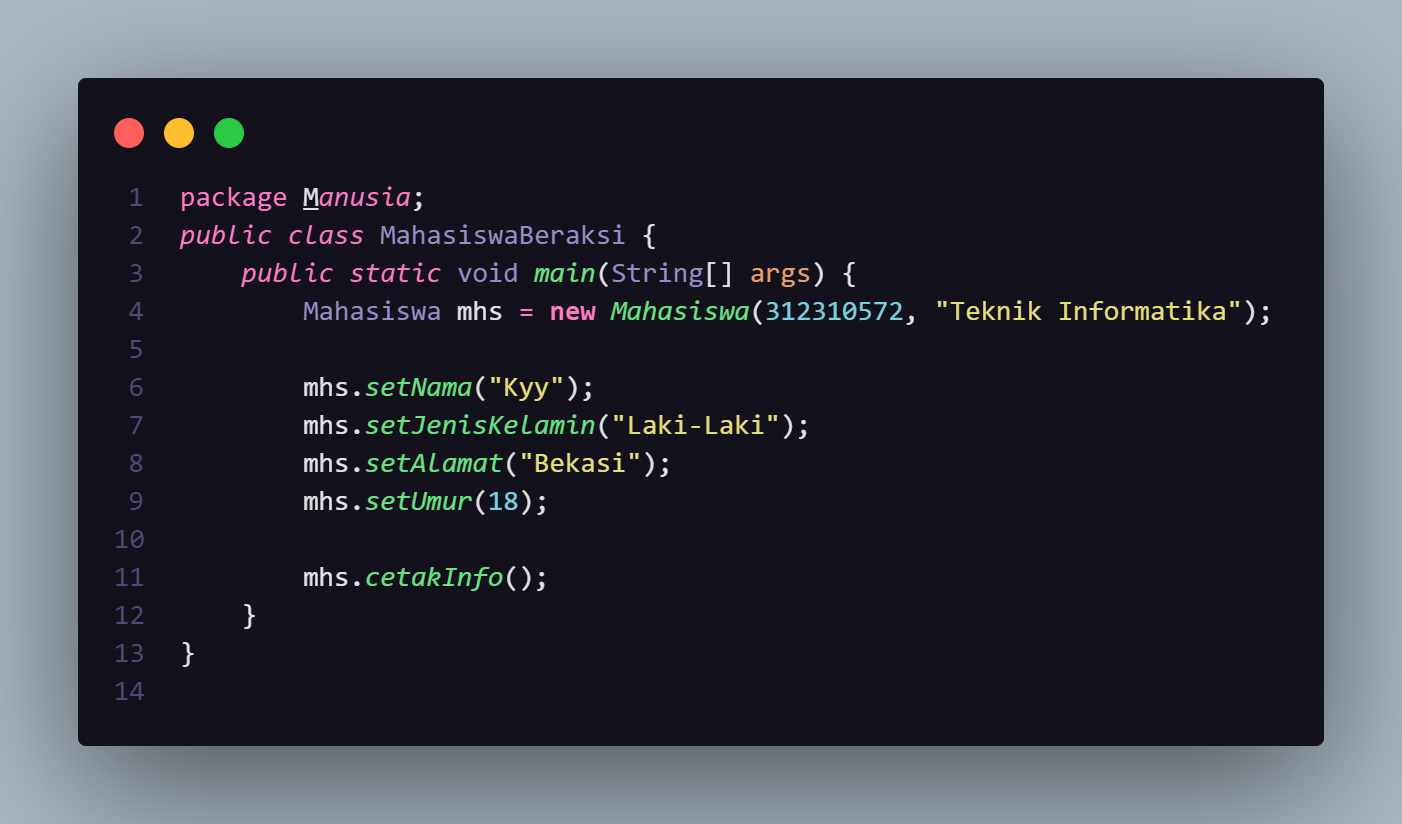 1 package Manusia;
2 public class MahasiswaBeraksi {
3     public static void main(String[] args) {
4         Mahasiswa mhs = new Mahasiswa(312310572, "Teknik Informatika");
5
6         mhs.setNama("Kyy");
7         mhs.setJenisKelamin("Laki-Laki");
8         mhs.setAlamat("Bekasi");
9         mhs.setUmur(18);
10
11         mhs.cetakInfo();
12     }
13 }
14